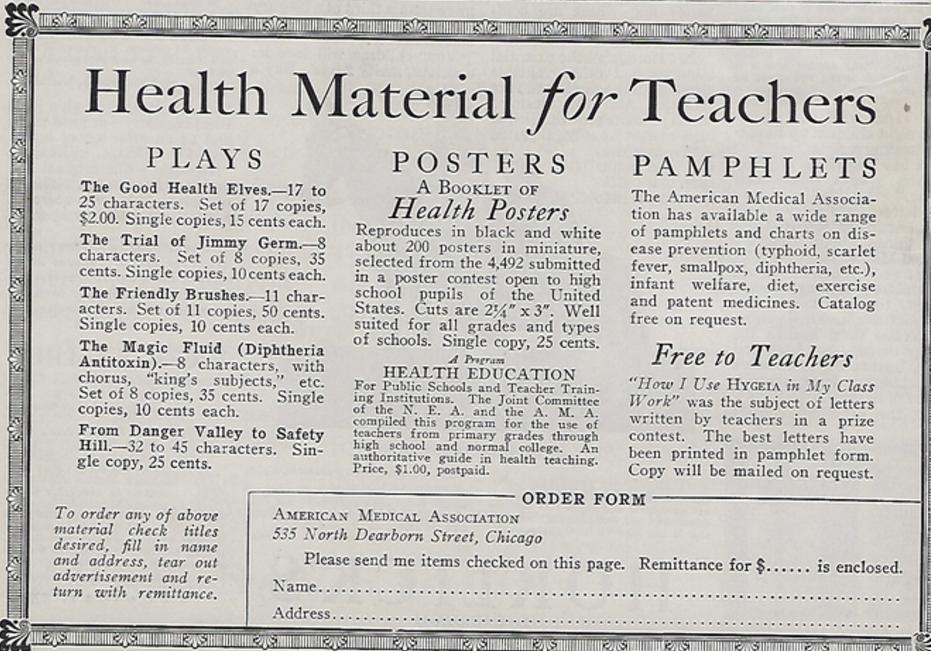 Health Material for Teachers
PLAYS
The Good Health Elves.—17 to
25 characters. Set of 17 copies,
$2.00. Single copies, 15 cents each.
The Trial of Jimmy Germ.—8
characters. Set of 8 copies, 35
cents. Single copies, 10 cents each.
The Friendly Brushes.—11 char-
acters. Set of 11 copies, 50 cents.
Single copies, 10 cents each.
The Magic Fluid (Diphtheria
Antitoxin).—8 characters, with
chorus, "king's subjects," etc.
Set of 8 copies, 35 cents. Single
copies, 10 cents each.
From Danger Valley to Safety
Hill.—32 to 45 characters. Sin-
gle copy, 25 cents.
POSTERS
A BOOKLET OF
Health Posters
Reproduces in black and white
about 200 posters in miniature,
selected from the 4,492 submitted
in a poster contest open to high
school pupils of the United
States. Cuts are 2¼" x 3". Well
suited for all grades and types
of schools. Single copy, 25 cents.
A Program
HEALTH EDUCATION
For Public Schools and Teacher Train-
ing Institutions. The Joint Committee
of the N. E. A. and the A. M. A.
compiled this program for the use of
teachers from primary grades through
high school and normal college. An
authoritative guide in health teaching.
Price, $1.00, postpaid.
PAMPHLETS
The American Medical Associa-
tion has available a wide range
of pamphlets and charts on dis-
ease prevention (typhoid, scarlet
fever, smallpox, diphtheria, etc.),
infant welfare, diet, exercise
and patent medicines. Catalog
free on request.
Free to Teachers
"How I Use HYGEIA in My Class
Work" was the subject of letters
written by teachers in a prize
contest. The best letters have
been printed in pamphlet form.
Copy will be mailed on request.
To order any of above
material check titles
desired, fill in name
and address, tear out
advertisement and re-
turn with remittance.
ORDER FORM
AMERICAN MEDICAL ASSOCIATION
535 North Dearborn Street, Chicago
Please send me items checked on this page. Remittance for $...... is enclosed.
Name
Address